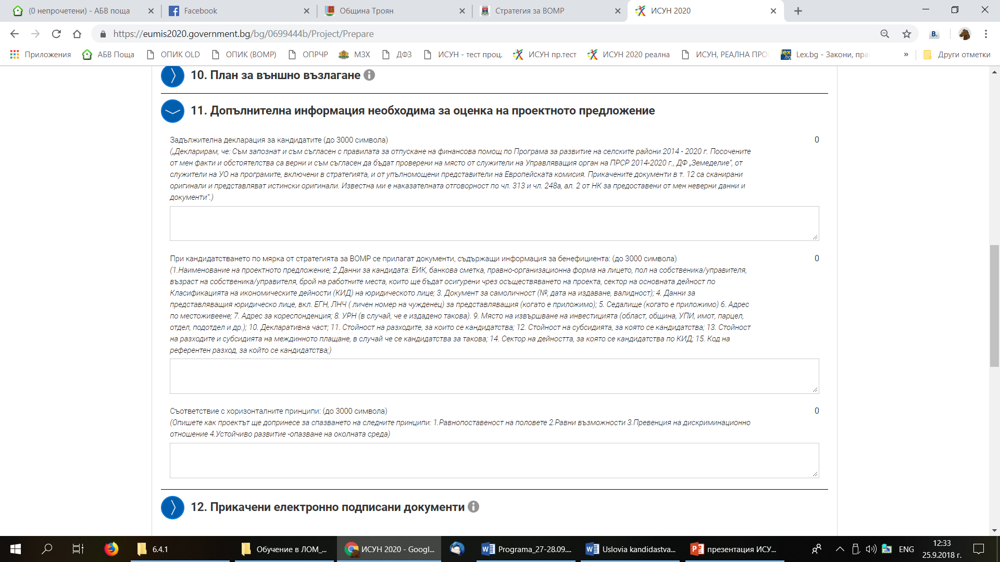 (0 непрочетени) - АБВ поща
Facebook
Община Троян
Стратегия за ВОМР
ИСУН 2020
https://eumis2020.government.bg/bg/0699444b/Project/Prepare
Приложения
АБВ Поща
ОПИК OLD
ОПИК (ВОМР)
ОПРЧР
МЗХ
ДФЗ
ИСУН - тест проц.
ИСУН пр.тест
ИСУН 2020 реална
ИСУН, РЕАЛНА ПРО
Lex.bg - Закони, пра
»
Други отметки
10. План за външно възлагане
11. Допълнителна информация необходима за оценка на проектното предложение
Задължителна декларация за кандидатите (до 3000 символа)
0
(„Декларирам, че: Съм запознат и съм съгласен с правилата за отпускане на финансова помощ по Програма за развитие на селските райони 2014 - 2020 г. Посочените
от мен факти и обстоятелства са верни и съм съгласен да бъдат проверени на място от служители на Управляващия орган на ПРСР 2014-2020 г., ДФ „Земеделие“, от
служители на УО на програмите, включени в стратегията, и от упълномощени представители на Европейската комисия. Прикачените документи в т. 12 са сканирани
оригинали и представляват истински оригинали. Известна ми е наказателната отговорност по чл. 313 и чл. 248а, ал. 2 от НК за предоставени от мен неверни данни и
документи“.)
При кандидатстването по мярка от стратегията за ВОМР се прилагат документи, съдържащи информация за бенефициента: (до 3000 символа)
0
(1.Наименование на проектното предложение; 2.Данни за кандидата: ЕИК, банкова сметка, правно-организационна форма на лицето, пол на собственика/управителя,
възраст на собственика/управителя, брой на работните места, които ще бъдат осигурени чрез осъществяването на проекта, сектор на основната дейност по
Класификацията на икономическите дейности (КИД) на юридическото лице; 3. Документ за самоличност (№, дата на издаване, валидност); 4. Данни за
представляващия юридическо лице, вкл. ЕГН, ЛНЧ ( личен номер на чужденец) за представляващия (когато е приложимо); 5. Седалище (когато е приложимо) 6. Адрес
по местоживеене; 7. Адрес за кореспонденция; 8. УРН (в случай, че е издадено такова). 9. Място на извършване на инвестицията (област, община, УПИ, имот, парцел,
отдел, подотдел и др.); 10. Декларативна част; 11. Стойност на разходите, за които се кандидатства; 12. Стойност на субсидията, за която се кандидатства; 13. Стойност
на разходите и субсидията на междинното плащане, в случай че се кандидатства за такова; 14. Сектор на дейността, за която се кандидатства по КИД; 15. Код на
референтен разход, за който се кандидатства;)
Съответствие с хоризонталните принципи: (до 3000 символа)
0
(Опишете как проектът ще допринесе за спазването на следните принципи: 1.Равнопоставеност на половете 2.Равни възможности 3.Превенция на дискриминационно
отношение 4.Устойчиво развитие -опазване на околната среда)
12. Прикачени електронно подписани документи
6.4.1
Обучение в ЛОМ_...
ИСУН 2020 - Googl...
Programa_27-28.09....
Uslovia kandidastva...
презентация ИСУ...
ENG
12:33
25.9.2018 г.